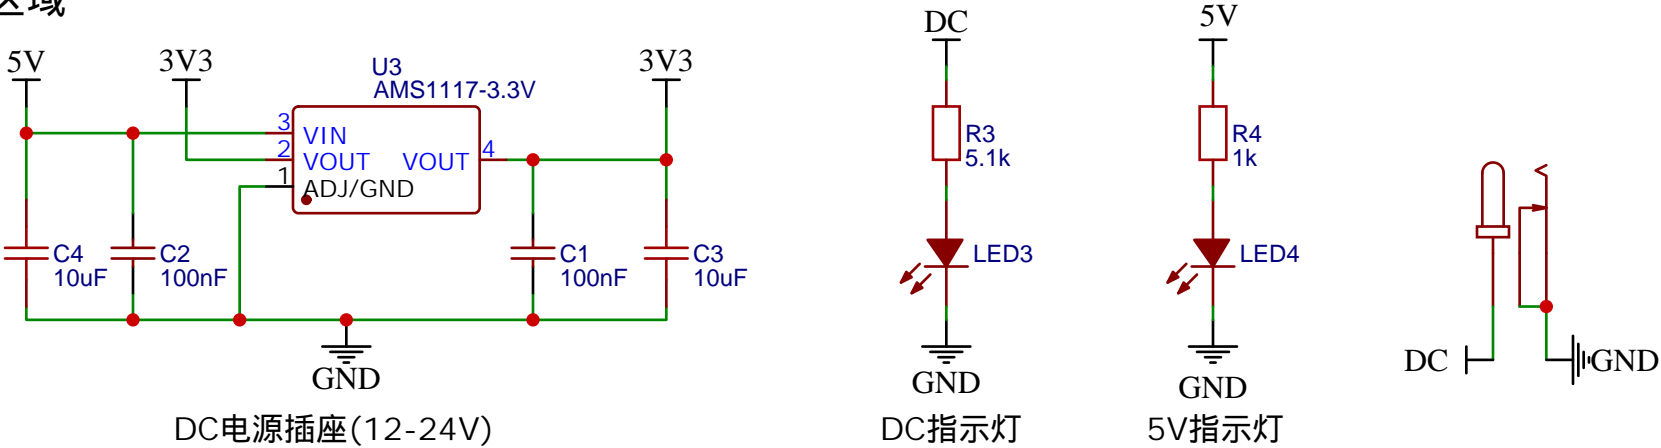 区域
5V
3V3
U3
AMS1117-3.3V
3V3
3
VIN
2
VOUT
VOUT
4
1
ADJ/GND
C4
10uF
C2
100nF
C1
100nF
C3
10uF
GND
DC电源插座(12-24V)
DC
R3
5.1k
LED3
GND
DC指示灯
5V
R4
1k
LED4
GND
5V指示灯
DC
GND